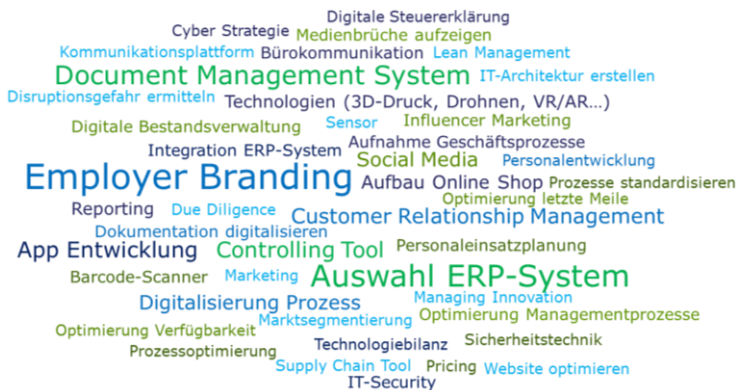 Digitale Steuererklärung
Cyber Strategie Medienbrüche aufzeigen
Kommunikationsplattform Bürokommunikation Lean Management
Document Management System IT-Architektur erstellen
Disruptionsgefahr ermitteln Technologien (3D-Druck, Drohnen, VR/AR...)
Digitale Bestandsverwaltung Sensor Influencer Marketing
Integration ERP-System Aufnahme Geschäftsprozesse
Social Media Personalentwicklung
Employer Branding Aufbau Online Shop Prozesse standardisieren
Optimierung letzte Meile
Reporting Due Diligence Customer Relationship Management
Dokumentation digitalisieren
App Entwicklung Controlling Tool Personaleinsatzplanung
Barcode-Scanner Marketing Auswahl ERP-System
Digitalisierung Prozess Managing Innovation
Marktsegmentierung Optimierung Managementprozesse
Optimierung Verfügbarkeit Technologiebilanz Sicherheitstechnik
Prozessoptimierung
Supply Chain Tool Pricing Website optimieren
IT-Security